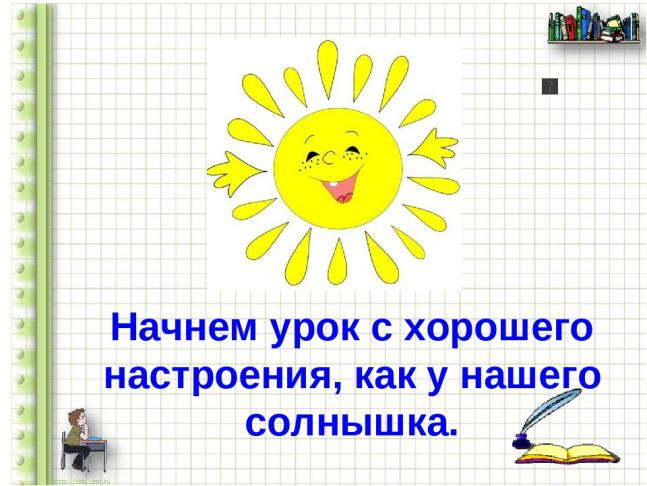 Начнем урок с хорошего
настроения, как у нашего
солнышка.